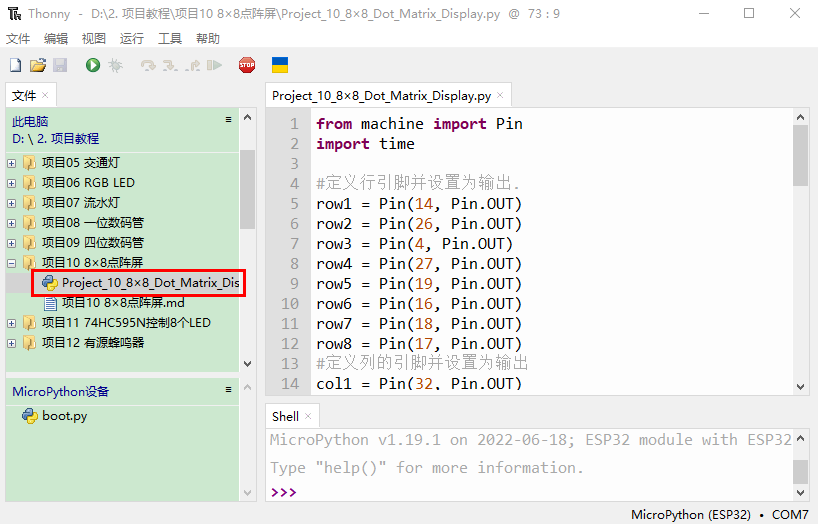 Thonny - D:\2. 项目教程\项目10 8×8点阵屏\Project_10_8×8_Dot_Matrix_Display.py @ 73 : 9
文件 编辑 视图 运行 工具 帮助
STOP
文件 ×
此电脑
D: \ 2. 项目教程
项目05 交通灯
项目06 RGB LED
项目07 流水灯
项目08 一位数码管
项目09 四位数码管
项目10 8×8点阵屏
Project_10_8×8_Dot_Matrix_Dis
项目10 8×8点阵屏.md
项目11 74HC595N控制8个LED
项目12 有源蜂鸣器
MicroPython设备
boot.py
Project_10_8×8_Dot_Matrix_Display.py ×
1 from machine import Pin
2 import time
3
4 #定义行引脚并设置为输出.
5 row1 = Pin(14, Pin.OUT)
6 row2 = Pin(26, Pin.OUT)
7 row3 = Pin(4, Pin.OUT)
8 row4 = Pin(27, Pin.OUT)
9 row5 = Pin(19, Pin.OUT)
10 row6 = Pin(16, Pin.OUT)
11 row7 = Pin(18, Pin.OUT)
12 row8 = Pin(17, Pin.OUT)
13 #定义列的引脚并设置为输出
14 col1 = Pin(32, Pin.OUT)
Shell ×
MicroPython v1.19.1 on 2022-06-18; ESP32 module with ESP32
Type "help()" for more information.
>>>
MicroPython (ESP32) • COM7